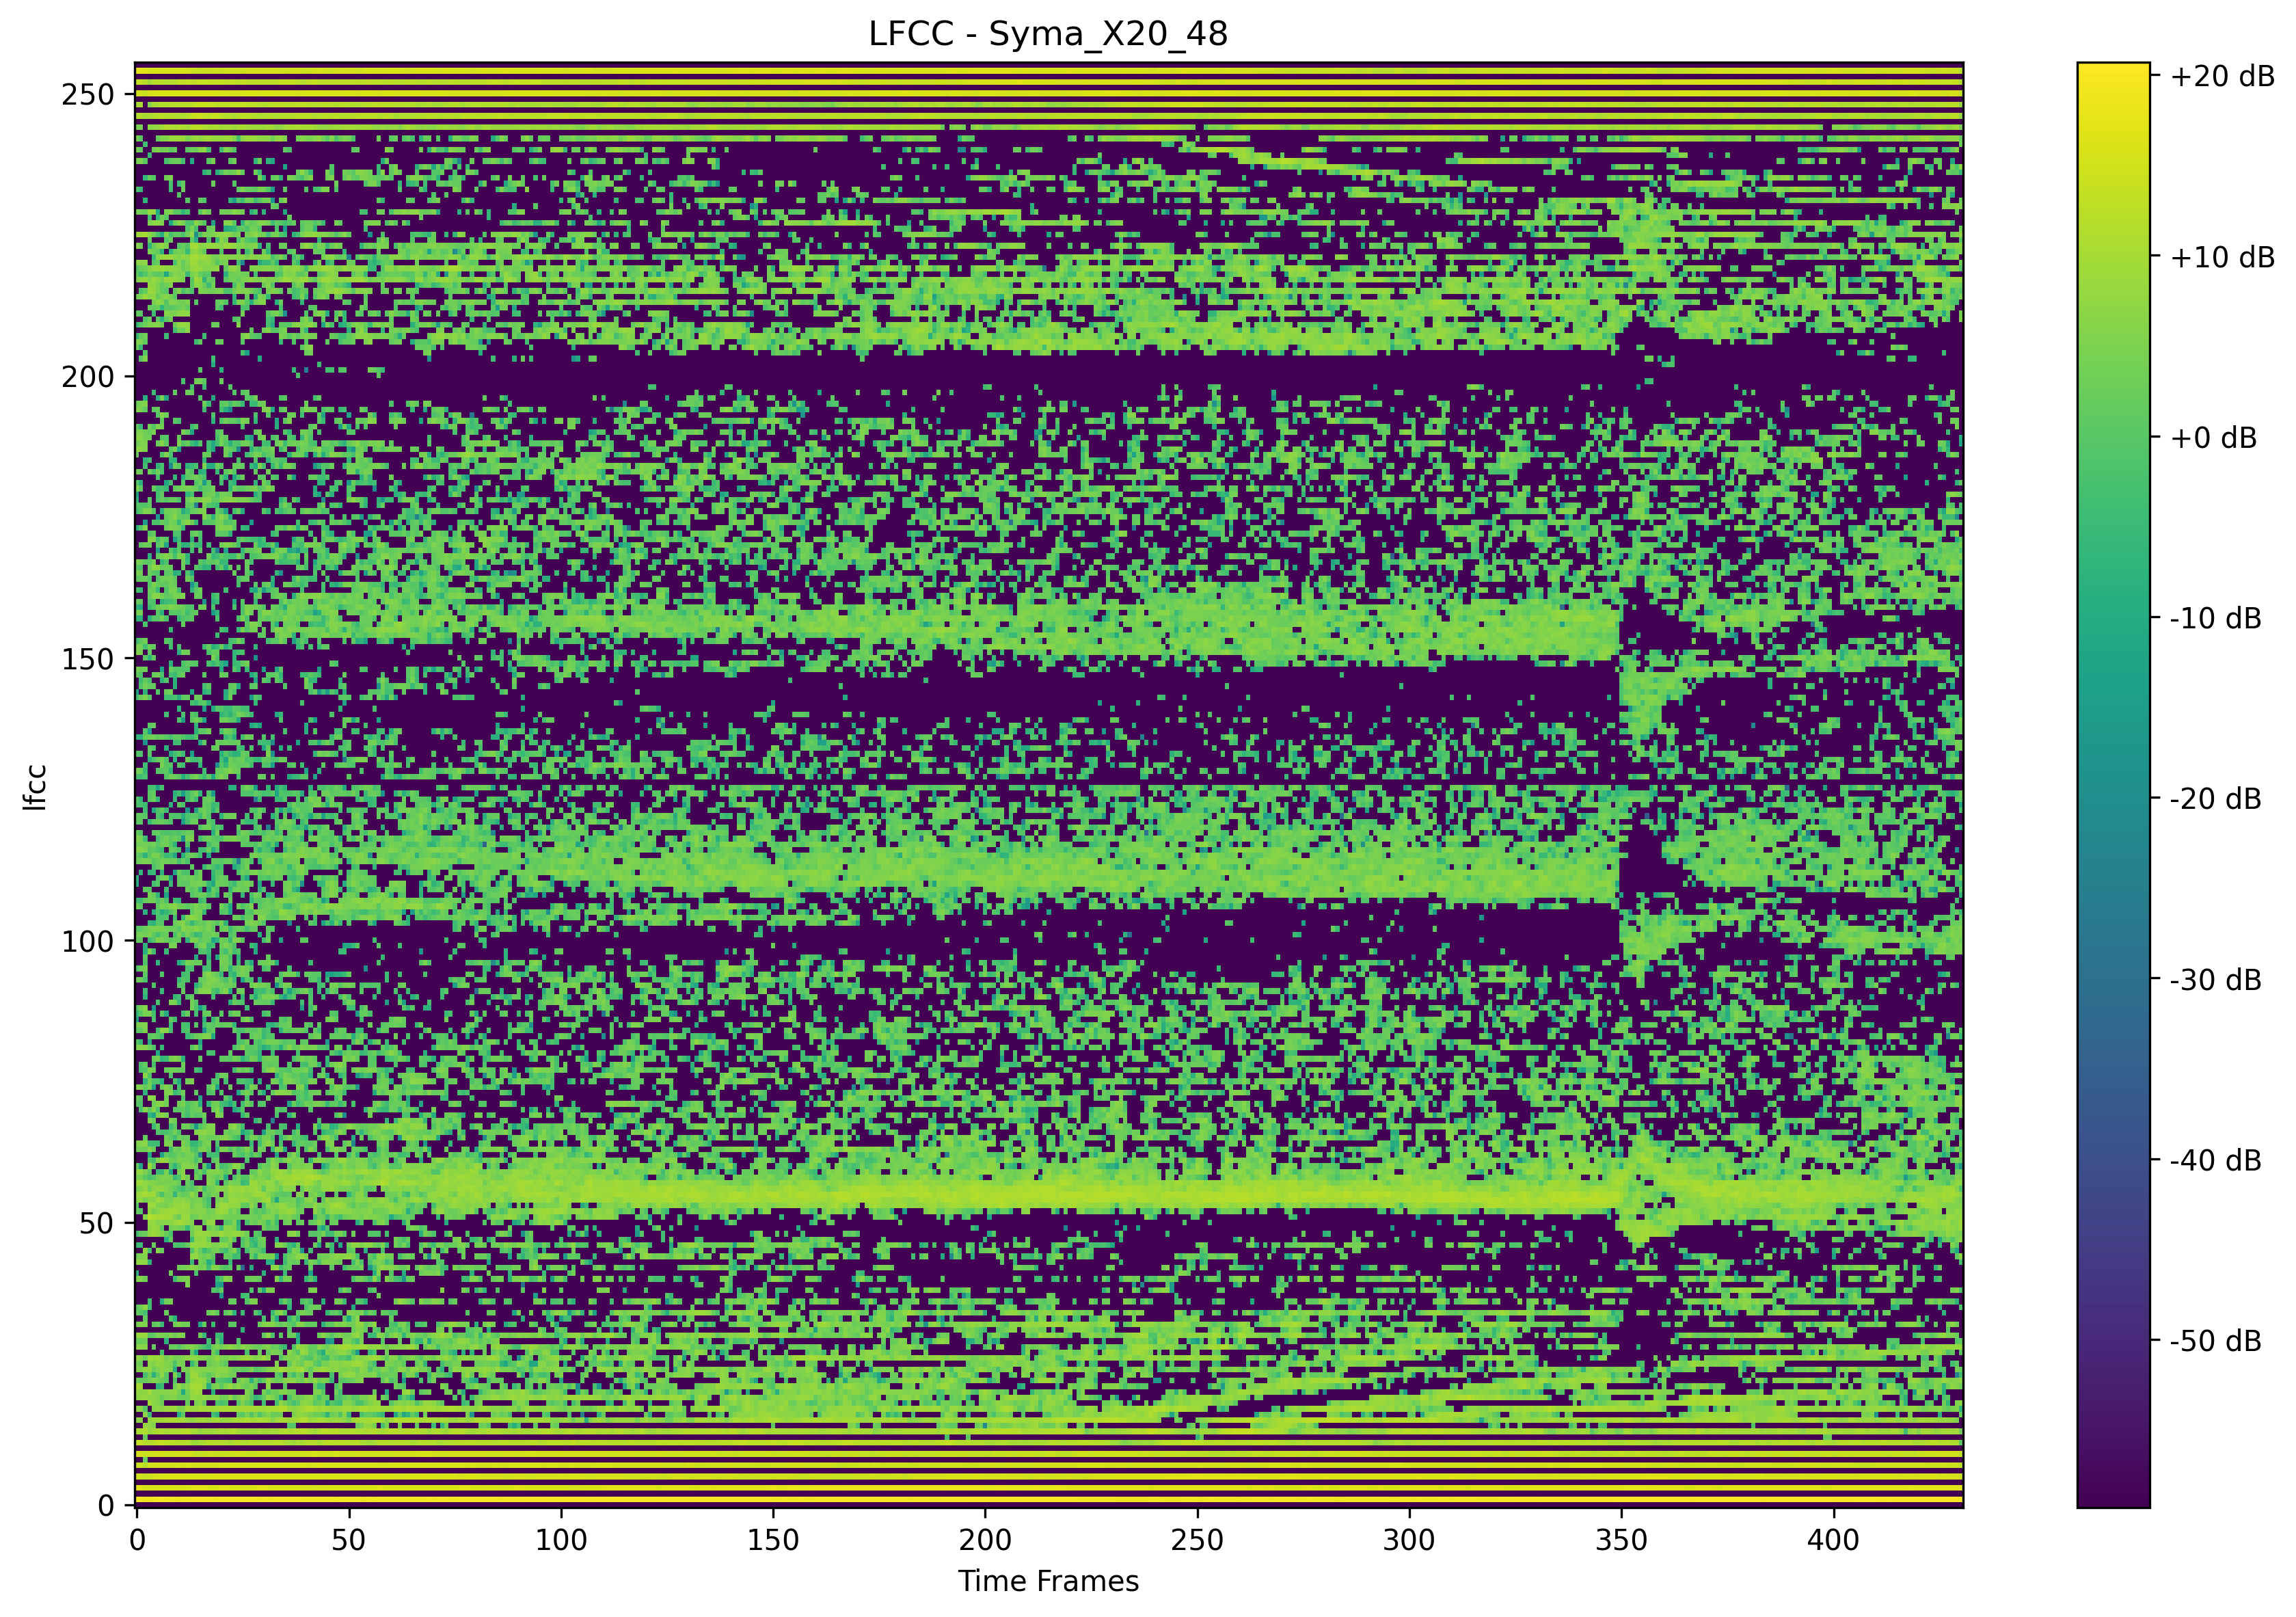 LFCC - Syma_X20_48
250
200
150
100
50
0
lfcc
0 50 100 150 200 250 300 350 400
Time Frames
+20 dB
+10 dB
+0 dB
-10 dB
-20 dB
-30 dB
-40 dB
-50 dB